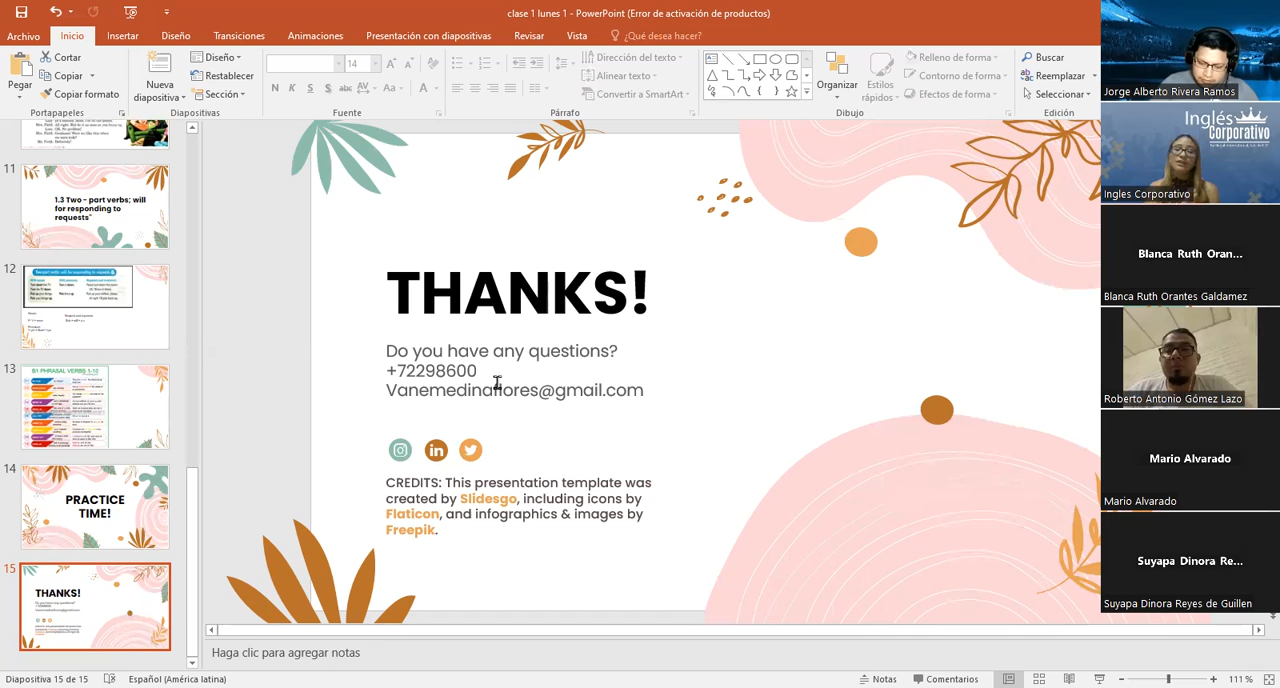 clase 1 lunes 1 - PowerPoint (Error de activación de productos)
Archivo Inicio Insertar Diseño Transiciones Animaciones Presentación con diapositivas Revisar Vista ¿Qué desea hacer?
Pegar
Cortar
Copiar
Copiar formato
Portapapeles
Nueva diapositiva
Diseño
Restablecer
Sección
Diapositivas
14
N K S S abc AV Aa A
Fuente
Dirección del texto
Alinear texto
Convertir a SmartArt
Párrafo
Organizar
Estilos rápidos
Relleno de forma
Contorno de forma
Efectos de forma
Dibujo
Buscar
Reemplazar
Seleccionar
Edición
11
1.3 Two - part verbs; will
for responding to
requests"
12
13
B1 PHRASAL VERBS 1-10
14
PRACTICE
TIME!
15
THANKS!
THANKS!
Do you have any questions?
+72298600
Vanemedinaflores@gmail.com
CREDITS: This presentation template was
created by Slidesgo, including icons by
Flaticon, and infographics & images by
Freepik.
Haga clic para agregar notas
Diapositiva 15 de 15 Español (América latina) Notas Comentarios 111 %
Jorge Alberto Rivera Ramos
Inglés
Corporativo
Ingles Corporativo
Blanca Ruth Oran...
Blanca Ruth Orantes Galdamez
Roberto Antonio Gómez Lazo
Mario Alvarado
Mario Alvarado
Suyapa Dinora Re...
Suyapa Dinora Reyes de Guillen